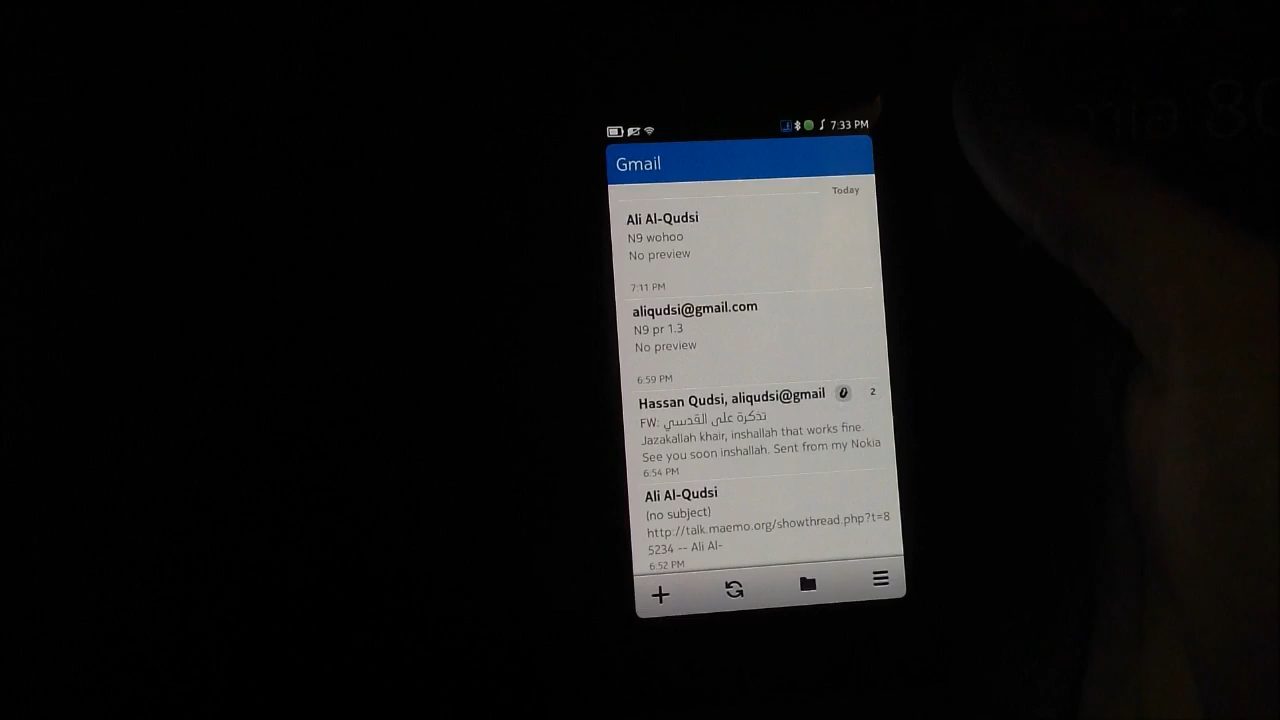 7:33 PM
Gmail
Today
Ali Al-Qudsi
N9 wohoo
No preview
7:11 PM
aliqudsi@gmail.com
N9 pr 1.3
No preview
6:59 PM
Hassan Qudsi, aliqudsi@gmail 2
FW: تذكرة علي القدسي
Jazakallah khair, inshallah that works fine.
See you soon inshallah. Sent from my Nokia
6:54 PM
Ali Al-Qudsi
(no subject)
http://talk.maemo.org/showthread.php?t=8
5234 -- Ali Al-
6:52 PM